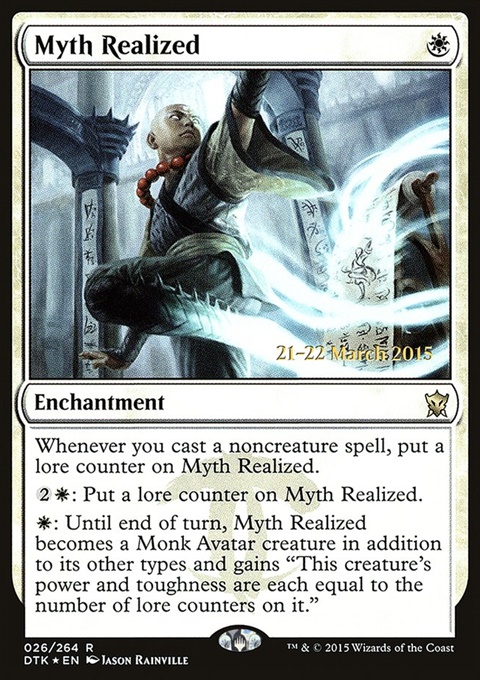 Myth Realized
21–22 March 2015
Enchantment
Whenever you cast a noncreature spell, put a
lore counter on Myth Realized.
2: Put a lore counter on Myth Realized.
: Until end of turn, Myth Realized
becomes a Monk Avatar creature in addition
to its other types and gains “This creature’s
power and toughness are each equal to the
number of lore counters on it.”
026/264 R
™ & © 2015 Wizards of the Coast
DTK ★ EN Jason Rainville